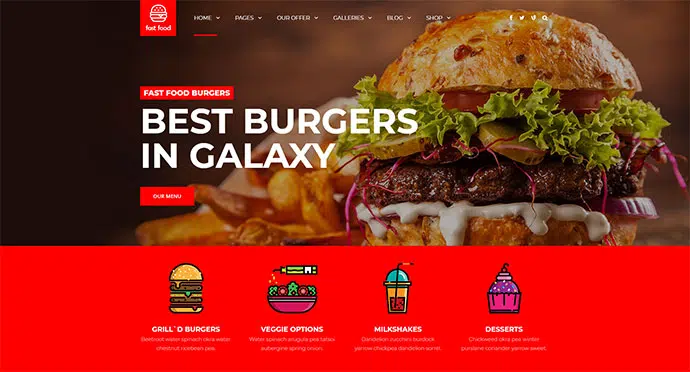 fast food
HOME PAGES OUR OFFER GALLERIES BLOG SHOP
FAST FOOD BURGERS
BEST BURGERS
IN GALAXY
OUR MENU
GRILL`D BURGERS
Beetroot water spinach okra water
chestnut ricebean pea.
VEGGIE OPTIONS
Water spinach arugula pea tatsoi
aubergine spring onion.
MILKSHAKES
Dandelion zucchini burdock
yarrow chickpea dandelion sorrel.
DESSERTS
Chickweed okra pea winter
purslane coriander yarrow sweet.